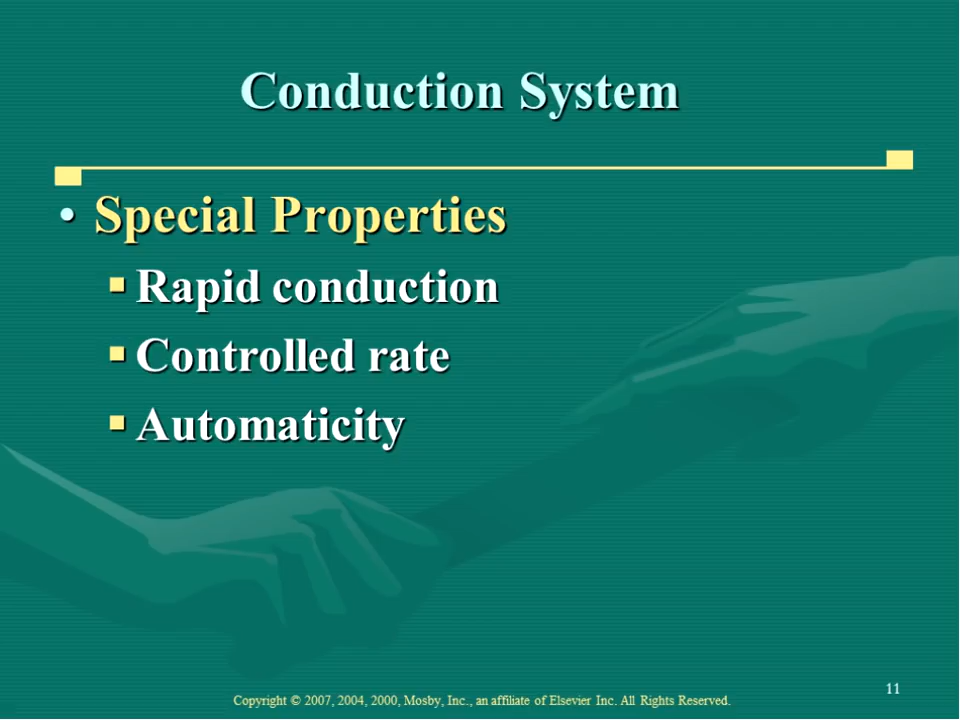 Conduction System
• Special Properties
▪ Rapid conduction
▪ Controlled rate
▪ Automaticity
11
Copyright © 2007, 2004, 2000, Mosby, Inc., an affiliate of Elsevier Inc. All Rights Reserved.